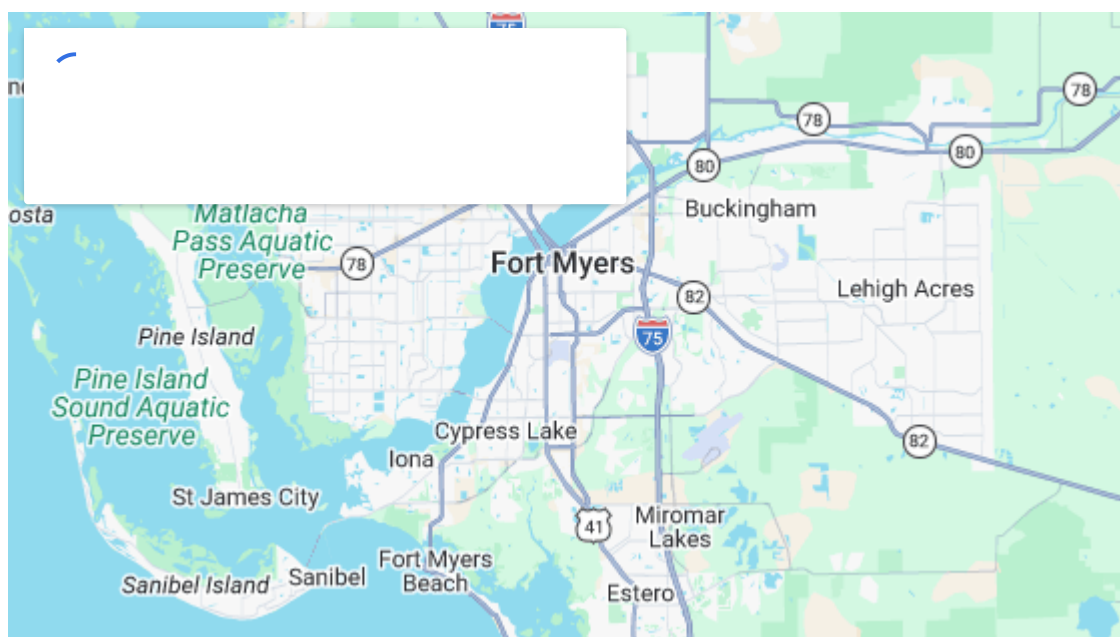 75
78
78
80
80
osta
Matlacha
Pass Aquatic
Preserve
Buckingham
78
Fort Myers
82
Lehigh Acres
75
Pine Island
Pine Island
Sound Aquatic
Preserve
Cypress Lake
82
Iona
St James City
41
Miromar
Lakes
Fort Myers
Beach
Sanibel Island
Sanibel
Estero